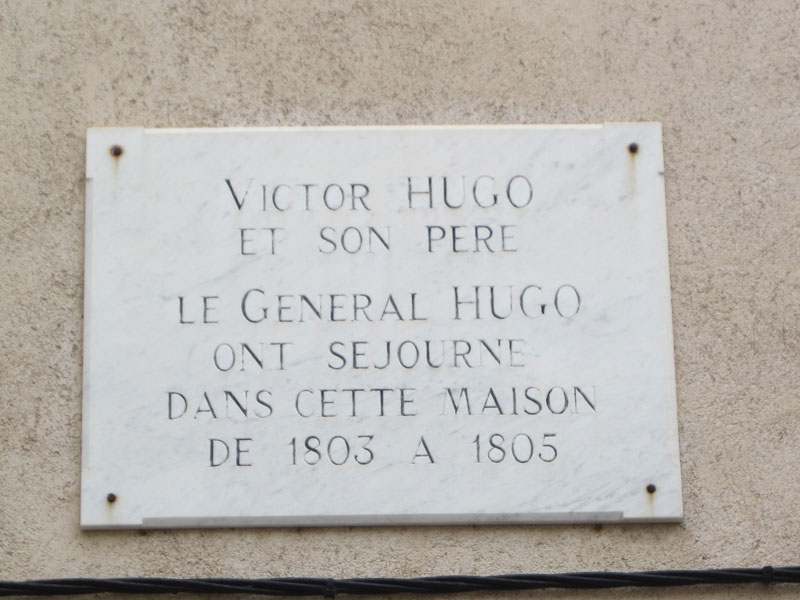 VICTOR HUGO
ET SON PERE
LE GENERAL HUGO
ONT SEJOURNE
DANS CETTE MAISON
DE 1803 A 1805